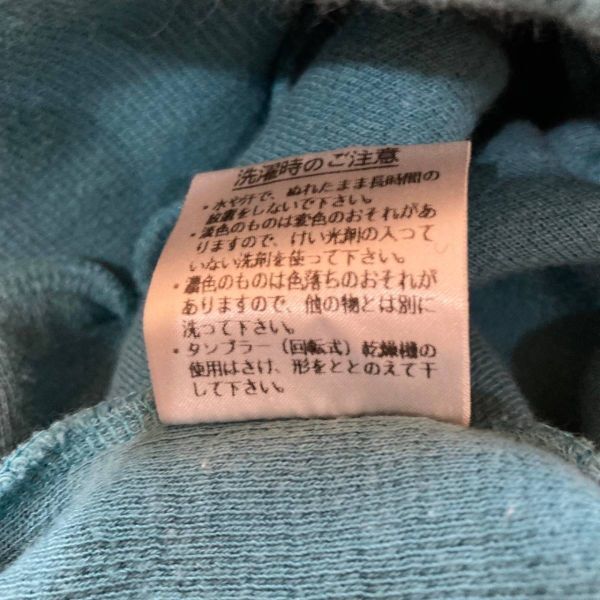 洗濯時のご注意
・水や汗で、ぬれたまま長時間の
放置をしないで下さい。
・淡色のものは変色のおそれがあ
りますので、けい光剤の入って
いない洗剤を使って下さい。
・濃色のものは色落ちのおそれが
ありますので、他の物とは別に
洗って下さい。
・タンブラー（回転式）乾燥機の
使用はさけ、形をととのえて干
して下さい。